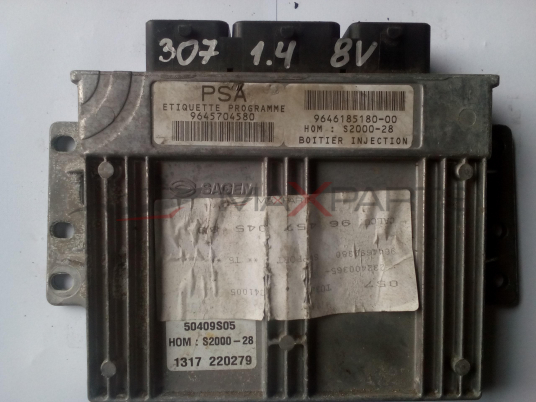 307 1.4 8V
PSA
ETIQUETTE PROGRAMME
9645704580
9646185180-00
HOM : S2000-28
BOITIER INJECTION
SAGEM
50409S05
HOM : S2000-28
1317 220279